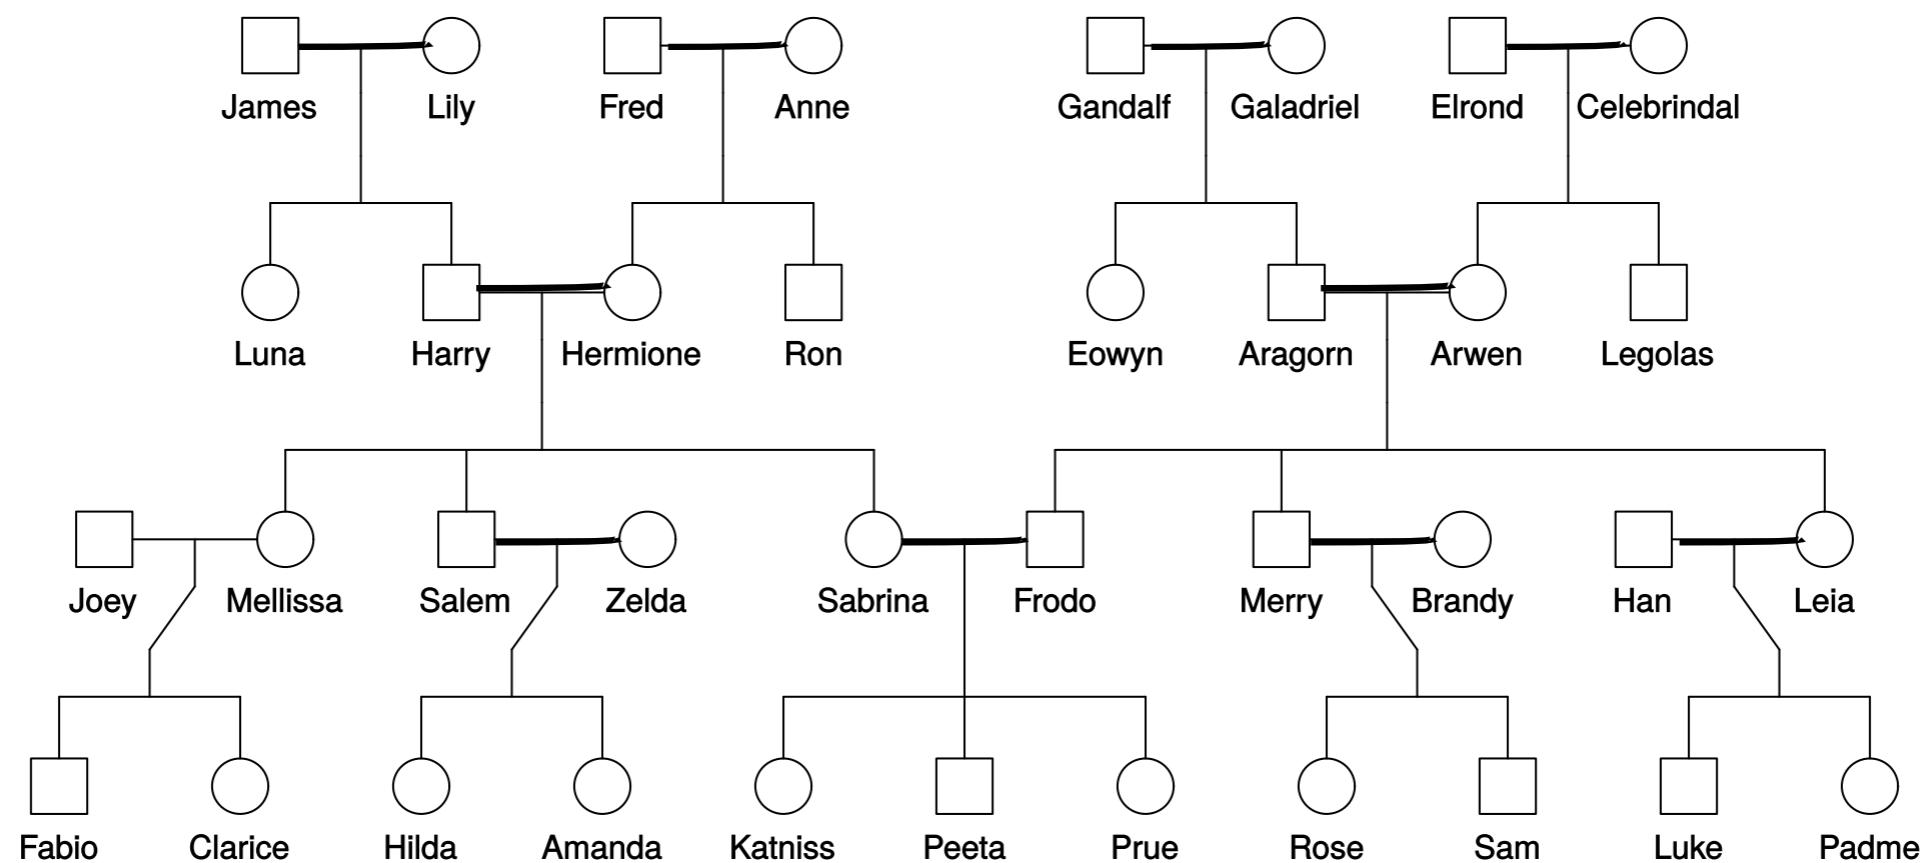 James Lily Fred Anne Gandalf Galadriel Elrond Celebrindal
Luna Harry Hermione Ron Eowyn Aragorn Arwen Legolas
Joey Mellissa Salem Zelda Sabrina Frodo Merry Brandy Han Leia
Fabio Clarice Hilda Amanda Katniss Peeta Prue Rose Sam Luke Padme